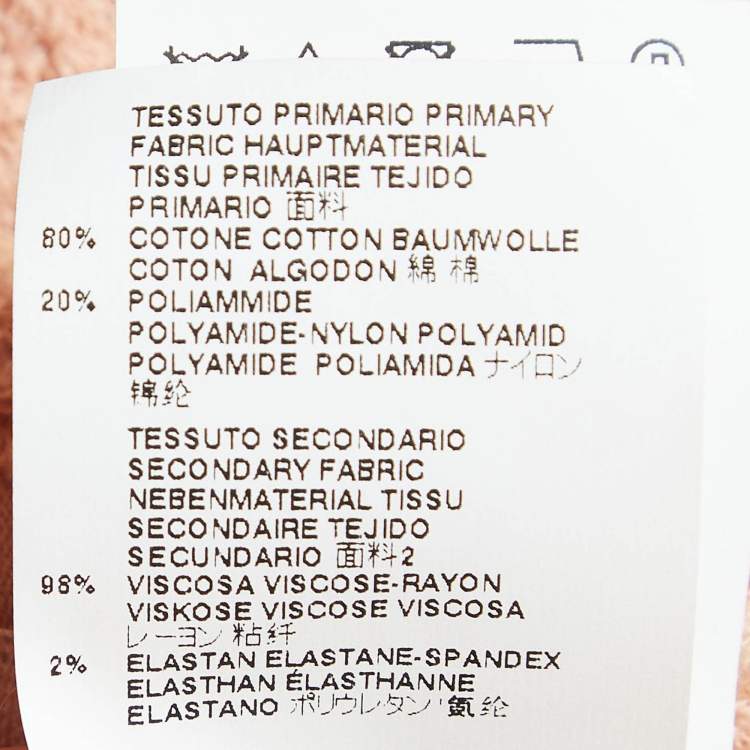 TESSUTO PRIMARIO PRIMARY
FABRIC HAUPTMATERIAL
TISSU PRIMAIRE TEJIDO
PRIMARIO 面料
80% COTONE COTTON BAUMWOLLE
COTON ALGODON 綿 棉
20% POLIAMMIDE
POLYAMIDE-NYLON POLYAMID
POLYAMIDE POLIAMIDA ナイロン
锦纶
TESSUTO SECONDARIO
SECONDARY FABRIC
NEBENMATERIAL TISSU
SECONDAIRE TEJIDO
SECUNDARIO 面料2
98% VISCOSA VISCOSE-RAYON
VISKOSE VISCOSE VISCOSA
レーヨン 粘纤
2% ELASTAN ELASTANE-SPANDEX
ELASTHAN ÉLASTHANNE
ELASTANO ポリウレタン 氨纶